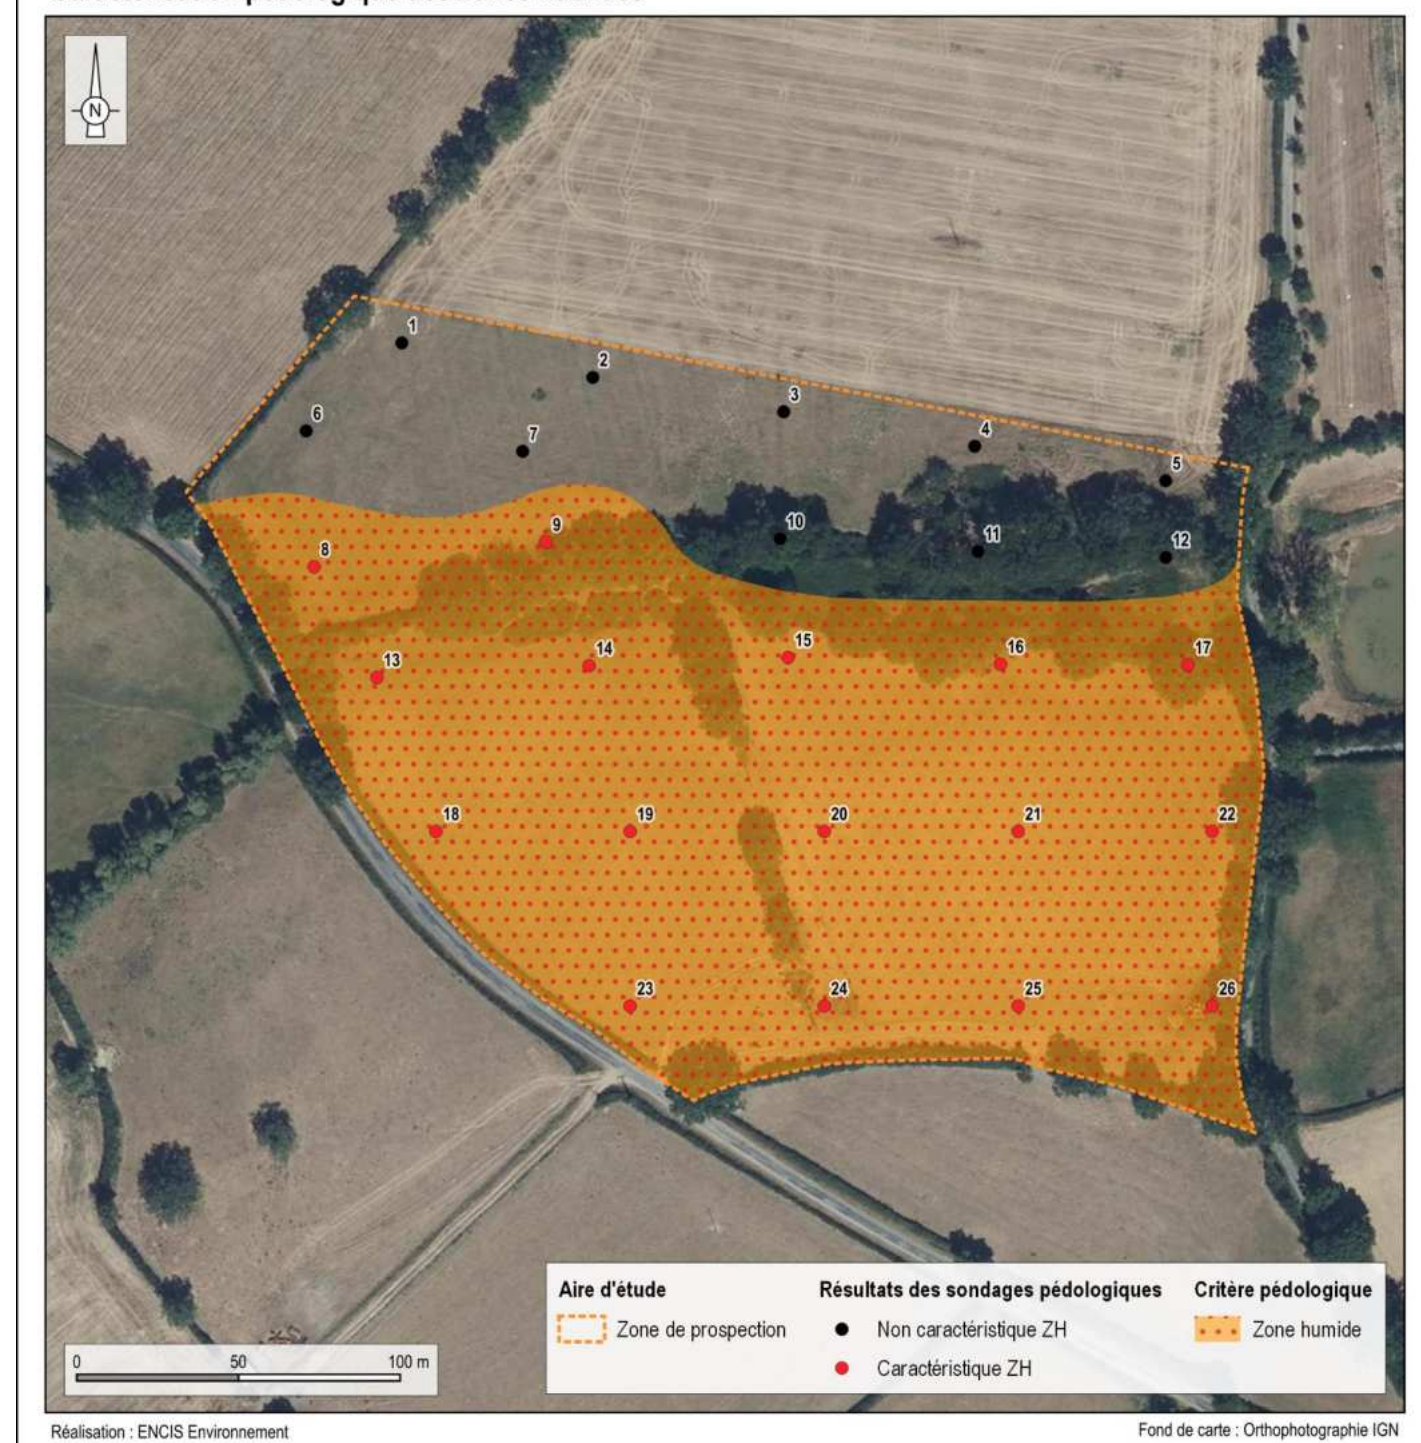 N
1
2
3
4
5
6
7
8
9
10
11
12
13
14
15
16
17
18
19
20
21
22
23
24
25
26
Aire d'étude
Zone de prospection
Résultats des sondages pédologiques
Non caractéristique ZH
Caractéristique ZH
Critère pédologique
Zone humide
0 50 100 m
Réalisation : ENCIS Environnement
Fond de carte : Orthophotographie IGN